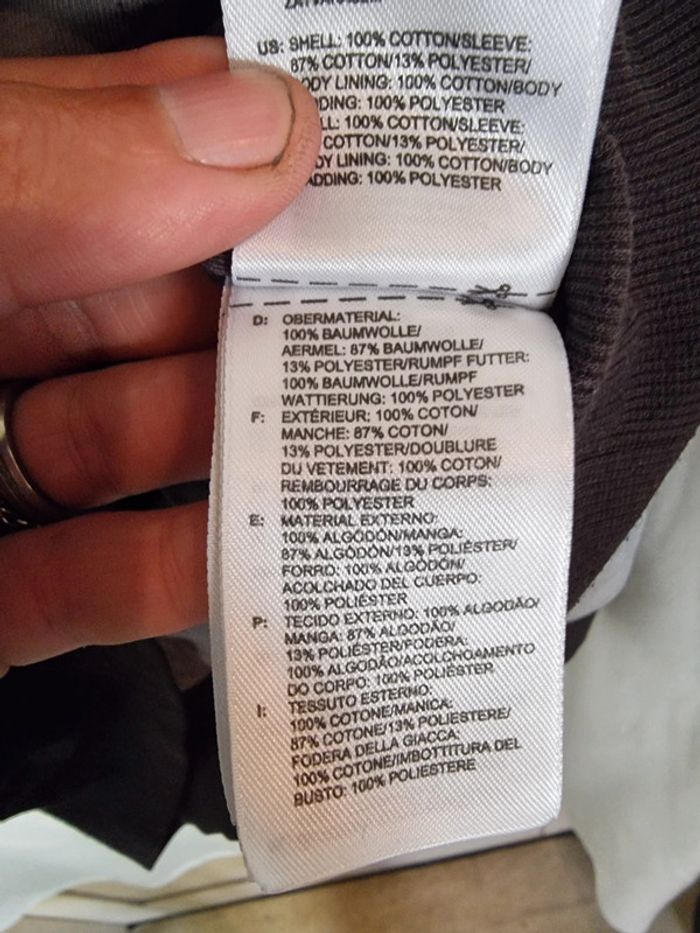 US: SHELL: 100% COTTON/SLEEVE:
87% COTTON/13% POLYESTER/
ODY LINING: 100% COTTON/BODY
DING: 100% POLYESTER
LL: 100% COTTON/SLEEVE:
COTTON/13% POLYESTER/
DY LINING: 100% COTTON/BODY
ADDING: 100% POLYESTER
D: OBERMATERIAL:
100% BAUMWOLLE/
AERMEL: 87% BAUMWOLLE/
13% POLYESTER/RUMPF FUTTER:
100% BAUMWOLLE/RUMPF
WATTIERUNG: 100% POLYESTER
F: EXTÉRIEUR: 100% COTON/
MANCHE: 87% COTON/
13% POLYESTER/DOUBLURE
DU VETEMENT: 100% COTON/
REMBOURRAGE DU CORPS:
100% POLYESTER
E: MATERIAL EXTERNO:
100% ALGODÓN/MANGA:
87% ALGODÓN/13% POLIÉSTER/
FORRO: 100% ALGODÓN/
ACOLCHADO DEL CUERPO:
100% POLIÉSTER
P: TECIDO EXTERNO: 100% ALGODÃO/
MANGA: 87% ALGODÃO/
13% POLIÉSTER/FODERA:
100% ALGODÃO/ACOLCHOAMENTO
DO CORPO: 100% POLIÉSTER
I: TESSUTO ESTERNO:
100% COTONE/MANICA:
87% COTONE/13% POLIESTERE/
FODERA DELLA GIACCA:
100% COTONE/IMBOTTITURA DEL
BUSTO: 100% POLIESTERE